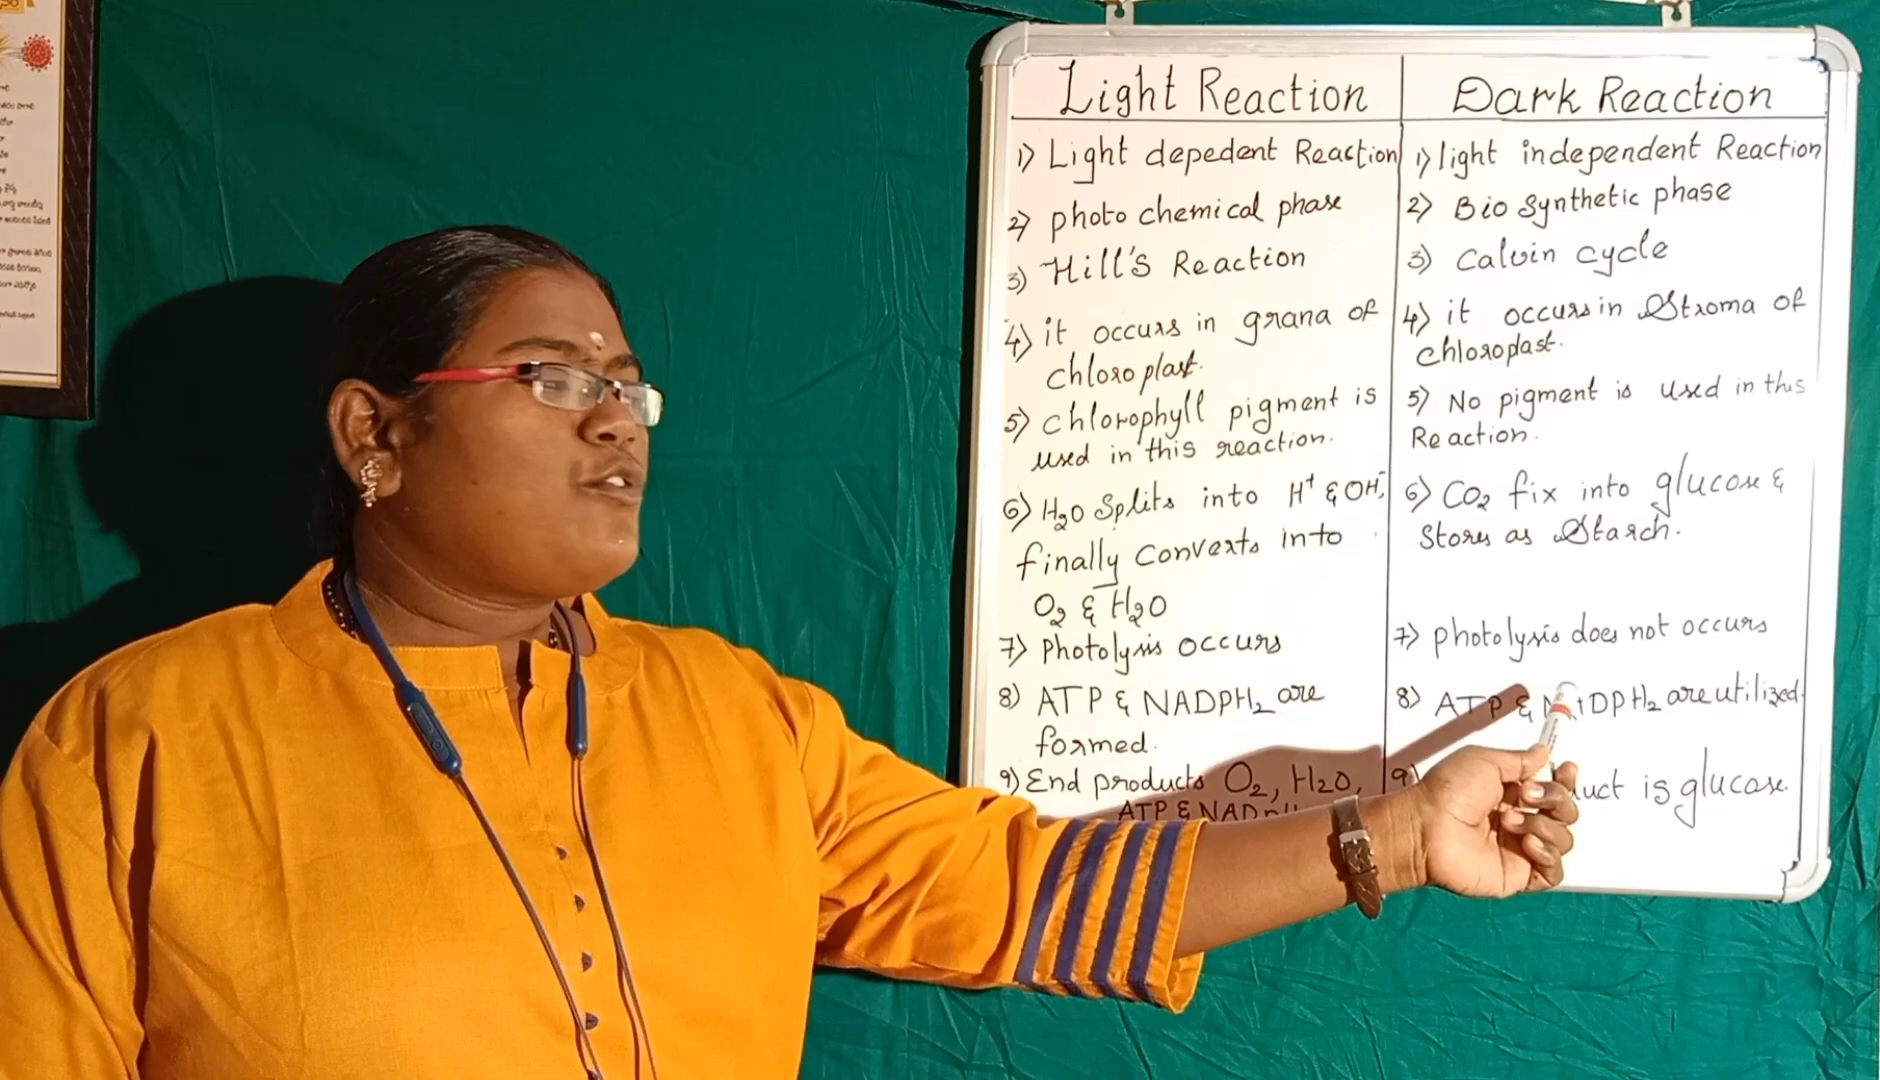 Light Reaction
1) Light depedent Reaction
2) photo chemical phase
3) Hill's Reaction
4) it occurs in grana of
chloroplast.
5) chlorophyll pigment is
used in this reaction.
6) H₂O Splits into H⁺ & OH⁻,
finally converts into
O₂ & H₂O
7) Photolysis occurs
8) ATP & NADPH₂ are
formed.
9) End products O₂, H₂O,
ATP &
Dark Reaction
1) light independent Reaction
2) Bio Synthetic phase
3) Calvin cycle
4) it occurs in Stroma of
chloroplast.
5) No pigment is used in this
Reaction.
6) CO₂ fix into glucose &
Stores as Starch.
7) photolysis does not occurs
8) ATP & NADPH₂ are utilized.
9) is glucose.